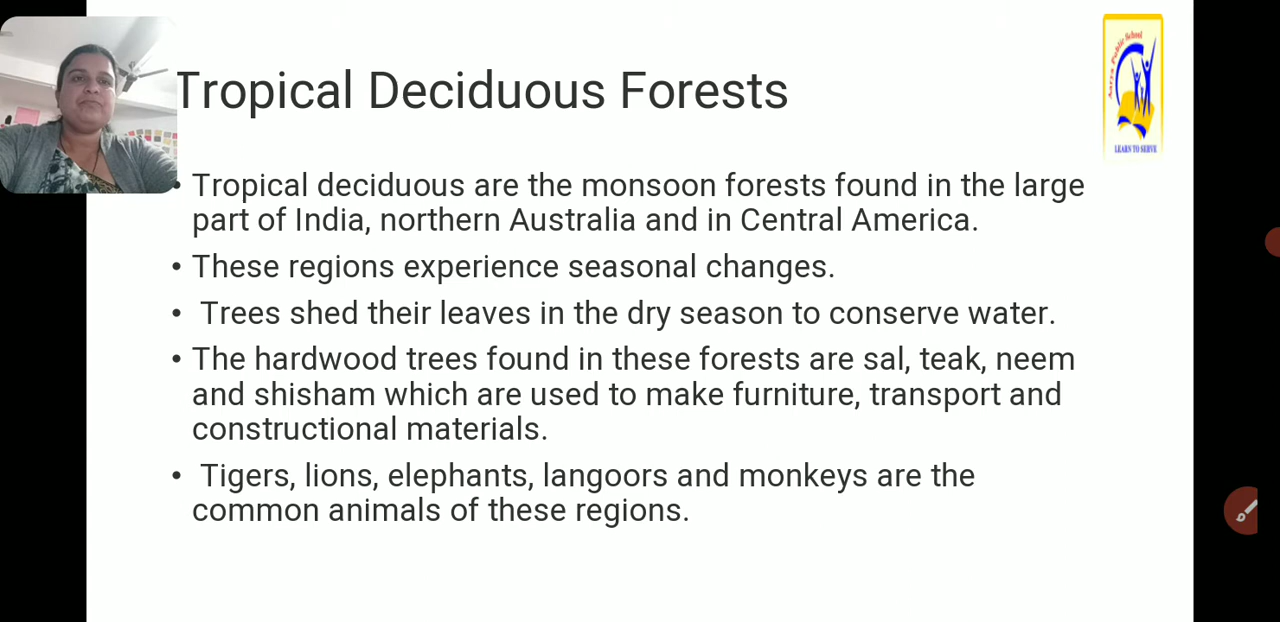 Tropical Deciduous Forests
Aarya Public School
LEARN TO SERVE
• Tropical deciduous are the monsoon forests found in the large
part of India, northern Australia and in Central America.
• These regions experience seasonal changes.
• Trees shed their leaves in the dry season to conserve water.
• The hardwood trees found in these forests are sal, teak, neem
and shisham which are used to make furniture, transport and
constructional materials.
• Tigers, lions, elephants, langoors and monkeys are the
common animals of these regions.